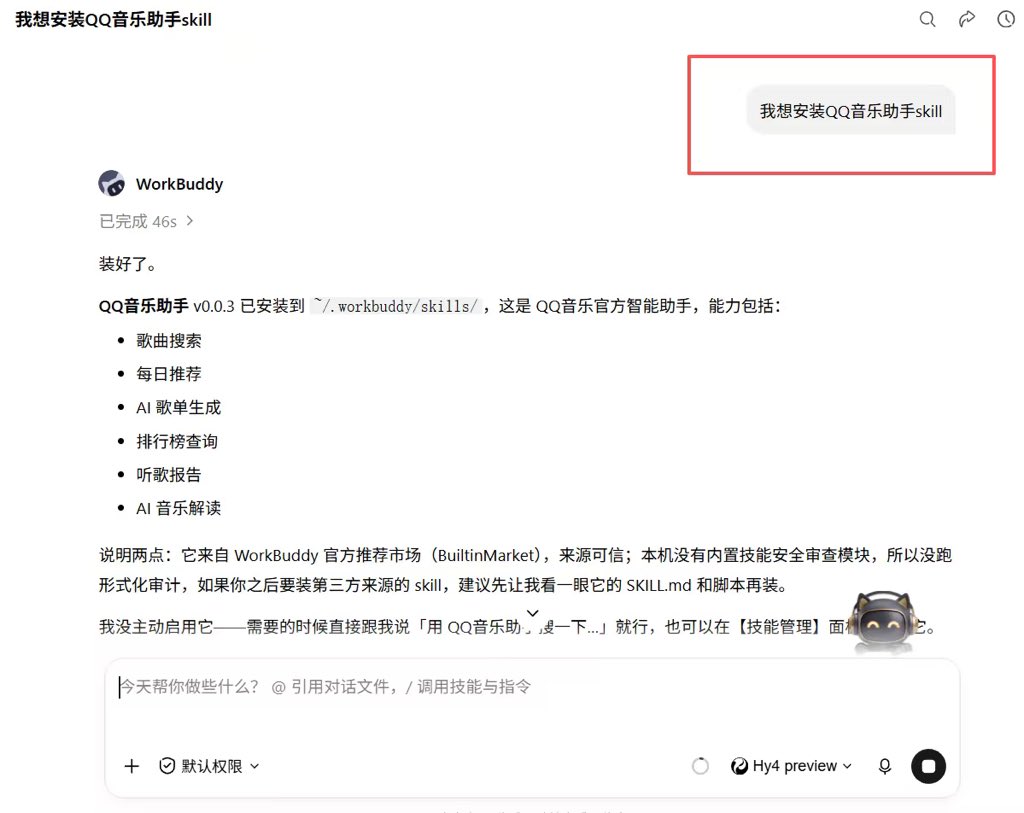 我想安装QQ音乐助手skill
我想安装QQ音乐助手skill
WorkBuddy
已完成 46s
装好了。
QQ音乐助手 v0.0.3 已安装到 ~/.workbuddy/skills/，这是 QQ音乐官方智能助手，能力包括：
歌曲搜索
每日推荐
AI 歌单生成
排行榜查询
听歌报告
AI 音乐解读
说明两点：它来自 WorkBuddy 官方推荐市场（BuiltinMarket），来源可信；本机没有内置技能安全审查模块，所以没跑
形式化审计，如果你之后要装第三方来源的 skill，建议先让我看一眼它的 SKILL.md 和脚本再装。
我没主动启用它——需要的时候直接跟我说「用 QQ音乐助 搜一下...」就行，也可以在【技能管理】面 它。
今天帮你做些什么？ @ 引用对话文件，/ 调用技能与指令
默认权限
Hy4 preview